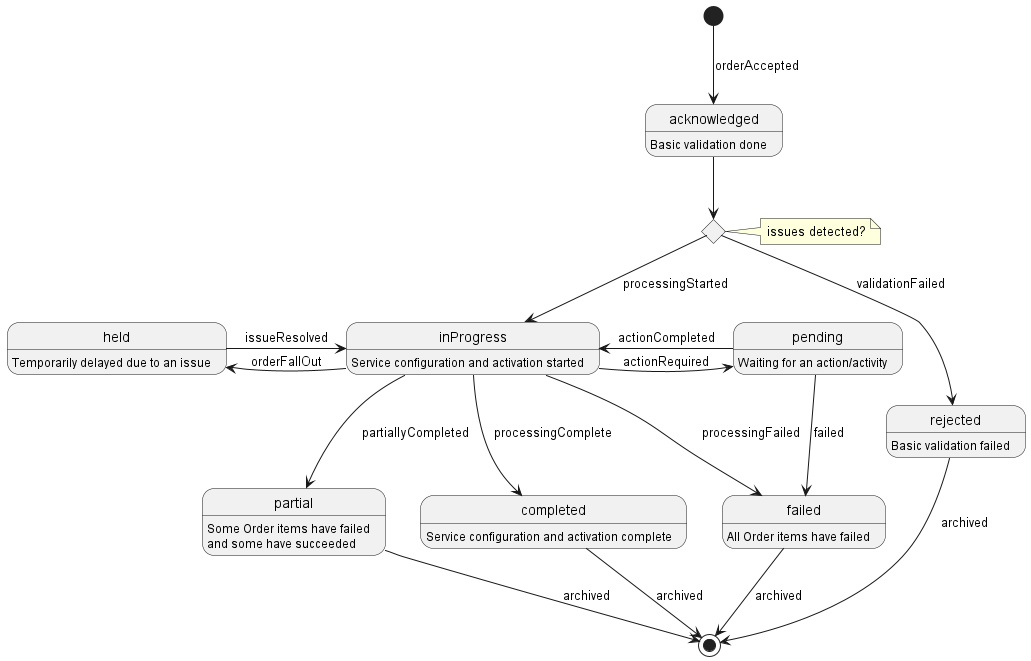 orderAccepted
acknowledged
Basic validation done
issues detected?
processingStarted
validationFailed
held
Temporarily delayed due to an issue
issueResolved
orderFallOut
inProgress
Service configuration and activation started
actionCompleted
actionRequired
pending
Waiting for an action/activity
rejected
Basic validation failed
partiallyCompleted
processingComplete
processingFailed
failed
partial
Some Order items have failed
and some have succeeded
completed
Service configuration and activation complete
failed
All Order items have failed
archived
archived
archived
archived